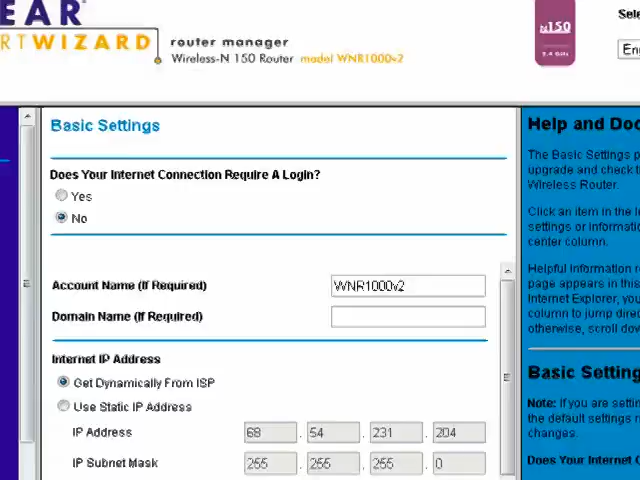 EAR
RTWIZARD
router manager
Wireless-N 150 Router model WNR1000v2
N150
Sele
Eng
Basic Settings
Does Your Internet Connection Require A Login?
Yes
No
Account Name (If Required)
WNR1000v2
Domain Name (If Required)
Internet IP Address
Get Dynamically From ISP
Use Static IP Address
IP Address
68 . 54 . 231 . 204
IP Subnet Mask
255 . 255 . 255 . 0
Help and Doc
The Basic Settings p
upgrade and check t
Wireless Router.
Click an item in the l
settings or informatio
center column.
Helpful information r
page appears in this
Internet Explorer, you
column to jump direc
otherwise, scroll dow
Basic Setting
Note: If you are settin
the default settings m
changes.
Does Your Internet C